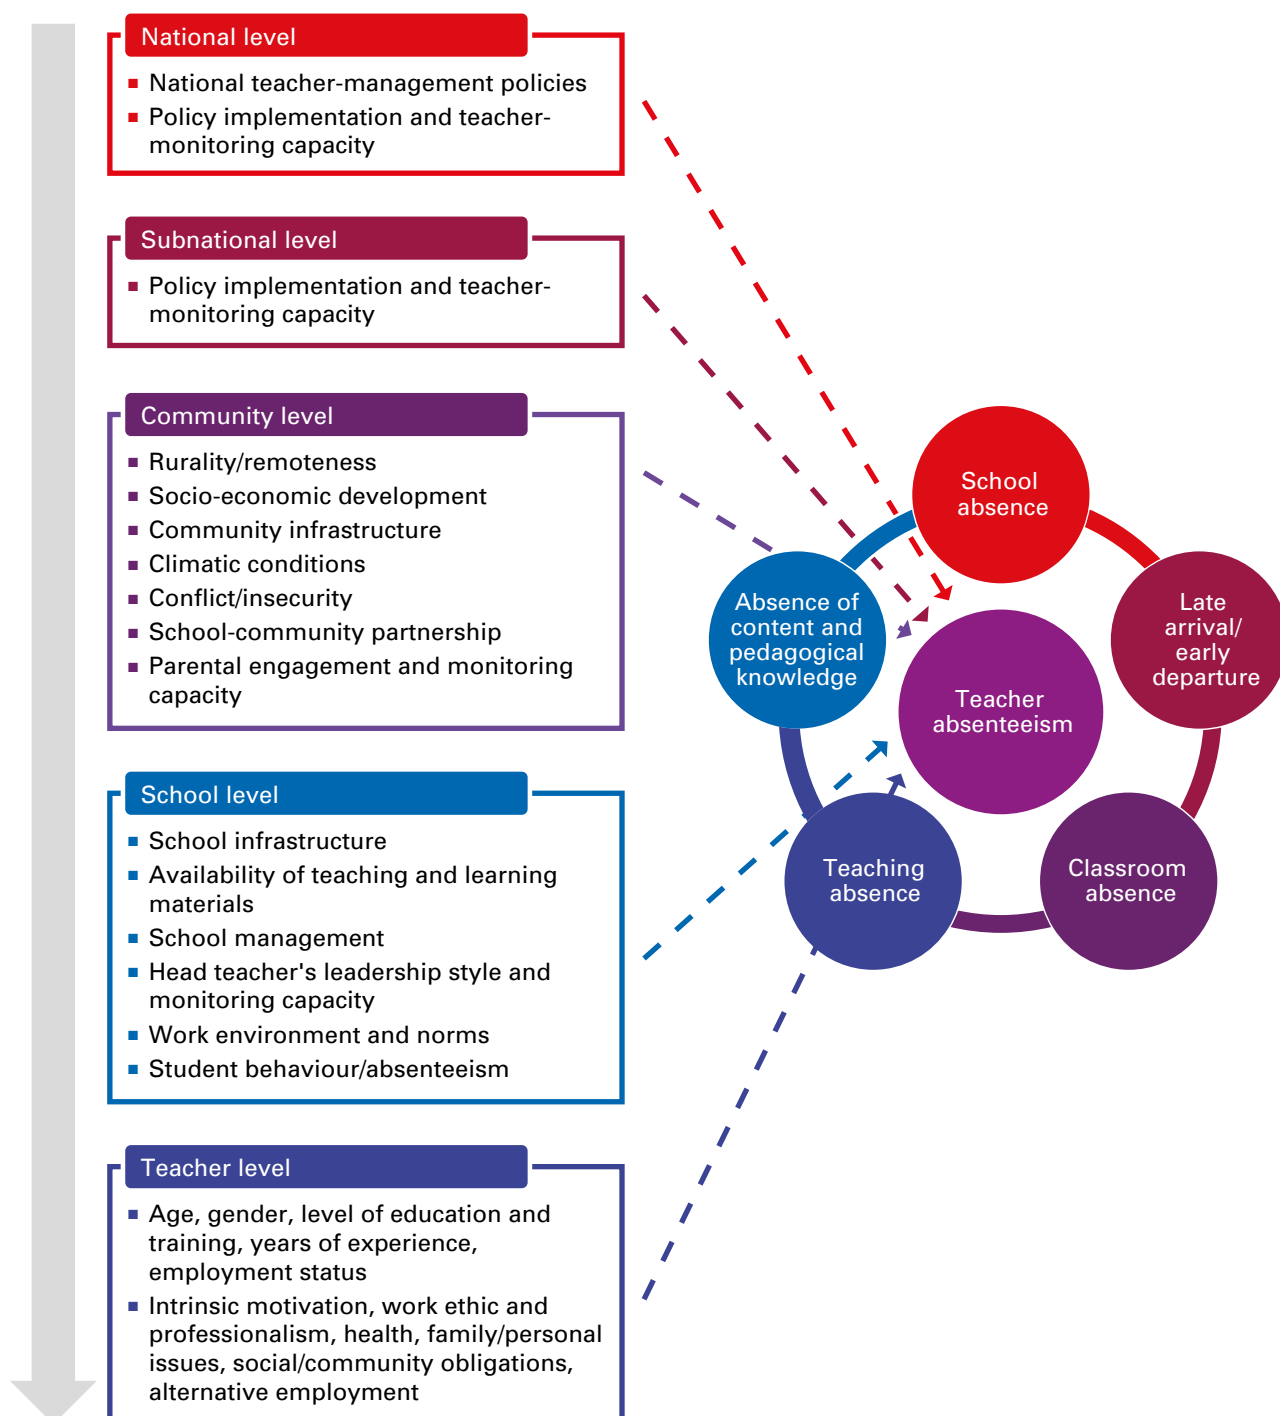 National level
National teacher-management policies
Policy implementation and teacher-
monitoring capacity
Subnational level
Policy implementation and teacher-
monitoring capacity
Community level
Rurality/remoteness
Socio-economic development
Community infrastructure
Climatic conditions
Conflict/insecurity
School-community partnership
Parental engagement and monitoring
capacity
School level
School infrastructure
Availability of teaching and learning
materials
School management
Head teacher's leadership style and
monitoring capacity
Work environment and norms
Student behaviour/absenteeism
Teacher level
Age, gender, level of education and
training, years of experience,
employment status
Intrinsic motivation, work ethic and
professionalism, health, family/personal
issues, social/community obligations,
alternative employment
School
absence
Late
arrival/
early
departure
Classroom
absence
Teaching
absence
Absence of
content and
pedagogical
knowledge
Teacher
absenteeism